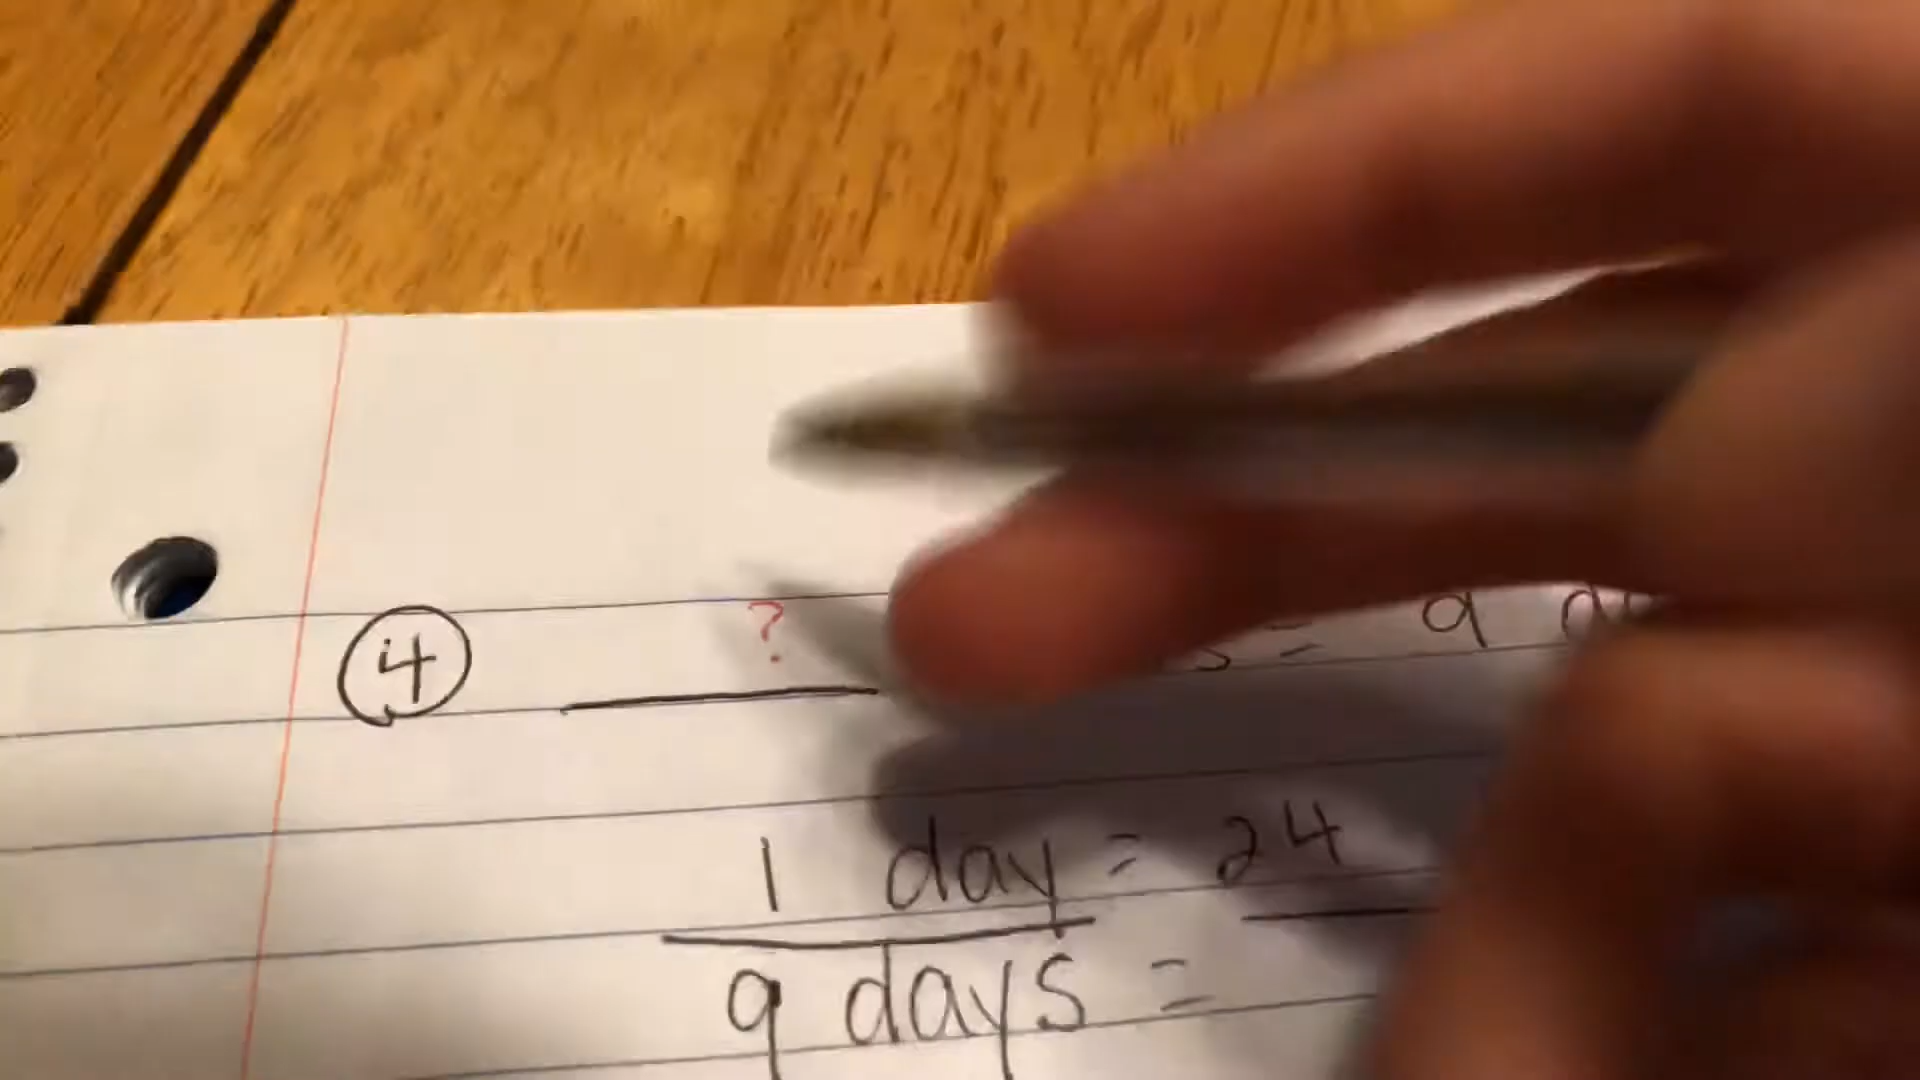 ④ ? = 9
1 day = 24
9 days =